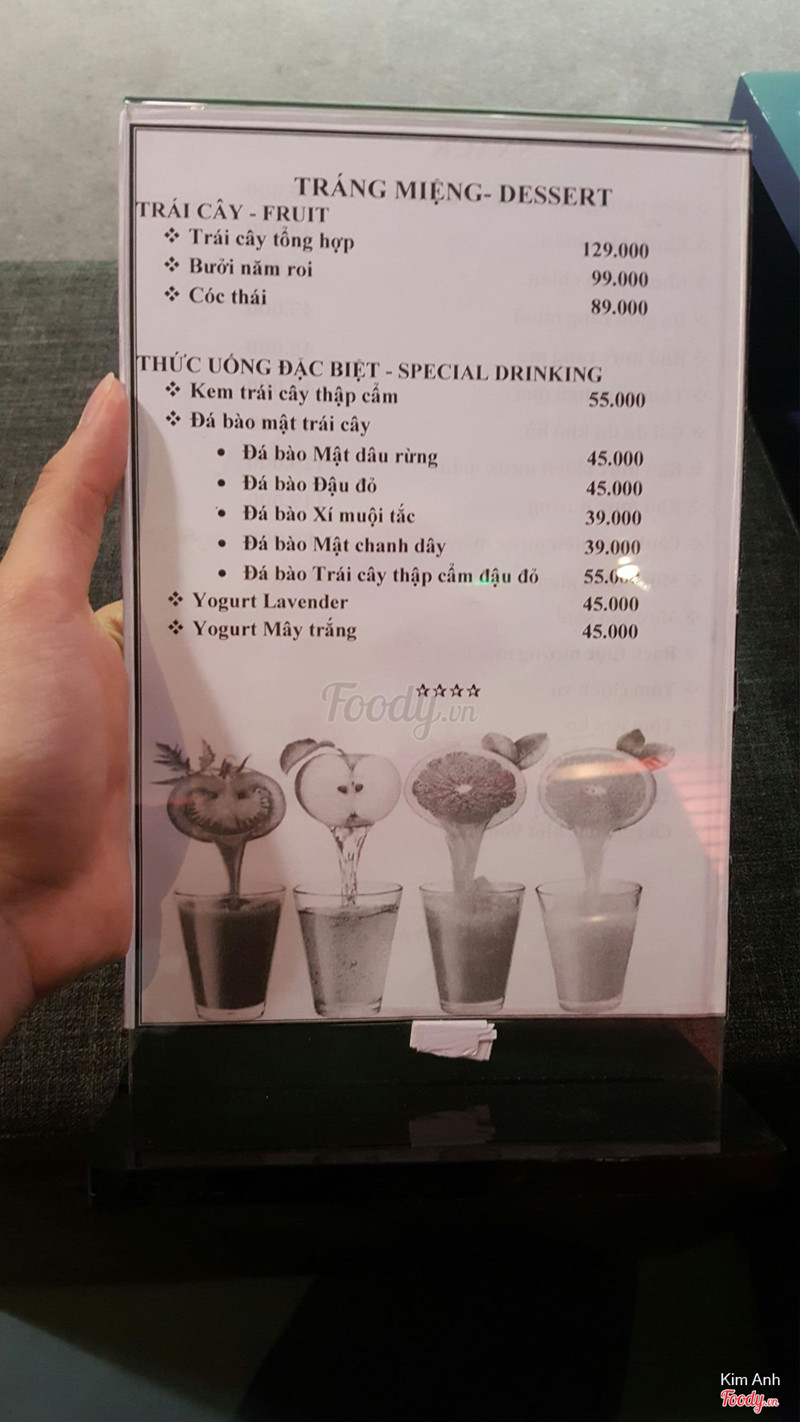 TRÁNG MIỆNG- DESSERT
TRÁI CÂY - FRUIT
❖ Trái cây tổng hợp 129.000
❖ Bưởi năm roi 99.000
❖ Cóc thái 89.000
THỨC UỐNG ĐẶC BIỆT - SPECIAL DRINKING
❖ Kem trái cây thập cẩm 55.000
❖ Đá bào mật trái cây
• Đá bào Mật dâu rừng 45.000
• Đá bào Đậu đỏ 45.000
• Đá bào Xí muội tắc 39.000
• Đá bào Mật chanh dây 39.000
• Đá bào Trái cây thập cẩm đậu đỏ
❖ Yogurt Lavender 45.000
❖ Yogurt Mây trắng 45.000
☆☆☆☆
Foody.vn
Kim Anh
Foody.vn